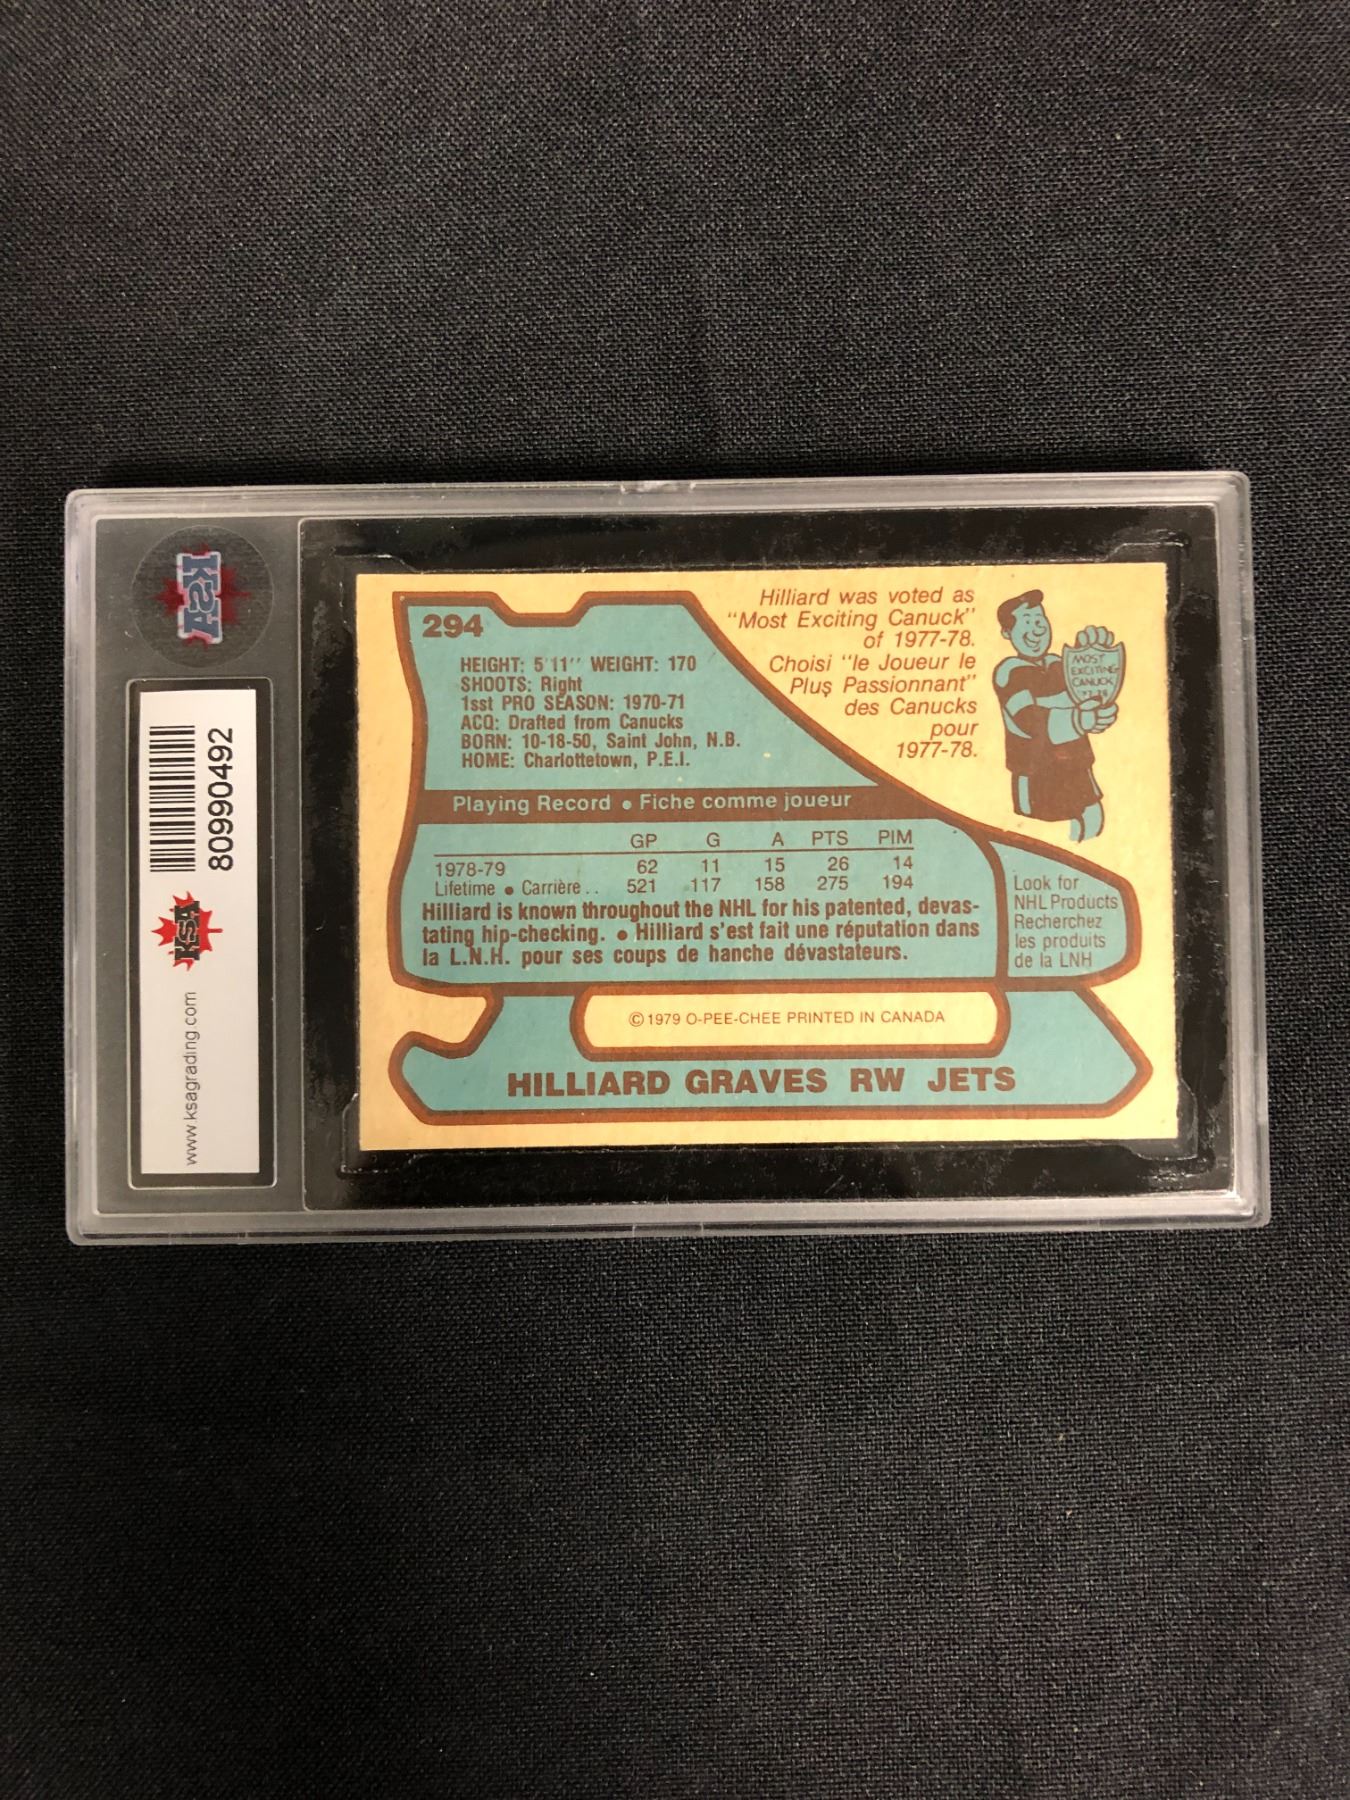 KSA
80990492
KSA
www.ksagrading.com
294
HEIGHT: 5'11'' WEIGHT: 170
SHOOTS: Right
1sst PRO SEASON: 1970-71
ACQ: Drafted from Canucks
BORN: 10-18-50, Saint John, N.B.
HOME: Charlottetown, P.E.I.
Hilliard was voted as
"Most Exciting Canuck"
of 1977-78.
Choisi "le Joueur le
Plus Passionnant"
des Canucks
pour
1977-78.
MOST
EXCITING
CANUCK
77-78
Playing Record • Fiche comme joueur
GP G A PTS PIM
1978-79 62 11 15 26 14
Lifetime • Carrière.. 521 117 158 275 194
Hilliard is known throughout the NHL for his patented, devas-
tating hip-checking. • Hilliard s'est fait une réputation dans
la L.N.H. pour ses coups de hanche dévastateurs.
Look for
NHL Products
Recherchez
les produits
de la LNH
© 1979 O-PEE-CHEE PRINTED IN CANADA
HILLIARD GRAVES RW JETS